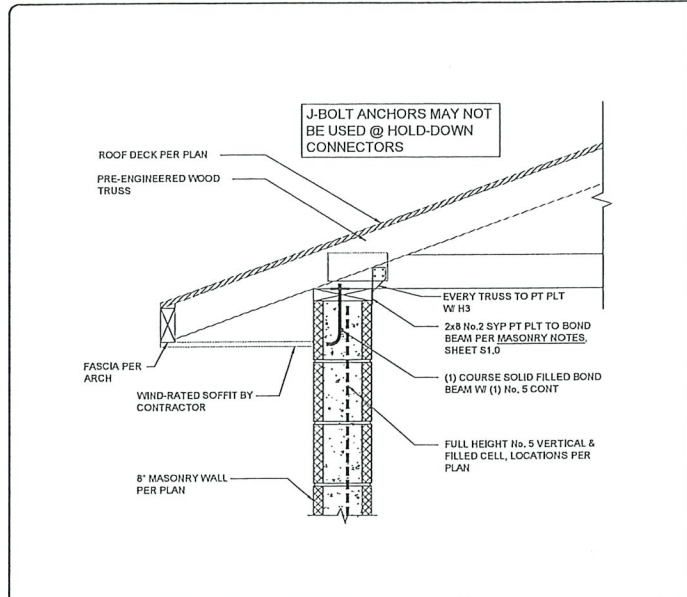 J-BOLT ANCHORS MAY NOT
BE USED @ HOLD-DOWN
CONNECTORS
ROOF DECK PER PLAN
PRE-ENGINEERED WOOD
TRUSS
EVERY TRUSS TO PT PLT
W/ H3
2x8 No.2 SYP PT PLT TO BOND
BEAM PER MASONRY NOTES,
SHEET S1.0
FASCIA PER
ARCH
WIND-RATED SOFFIT BY
CONTRACTOR
(1) COURSE SOLID FILLED BOND
BEAM W/ (1) No. 5 CONT
FULL HEIGHT No. 5 VERTICAL &
FILLED CELL, LOCATIONS PER
PLAN
8" MASONRY WALL
PER PLAN